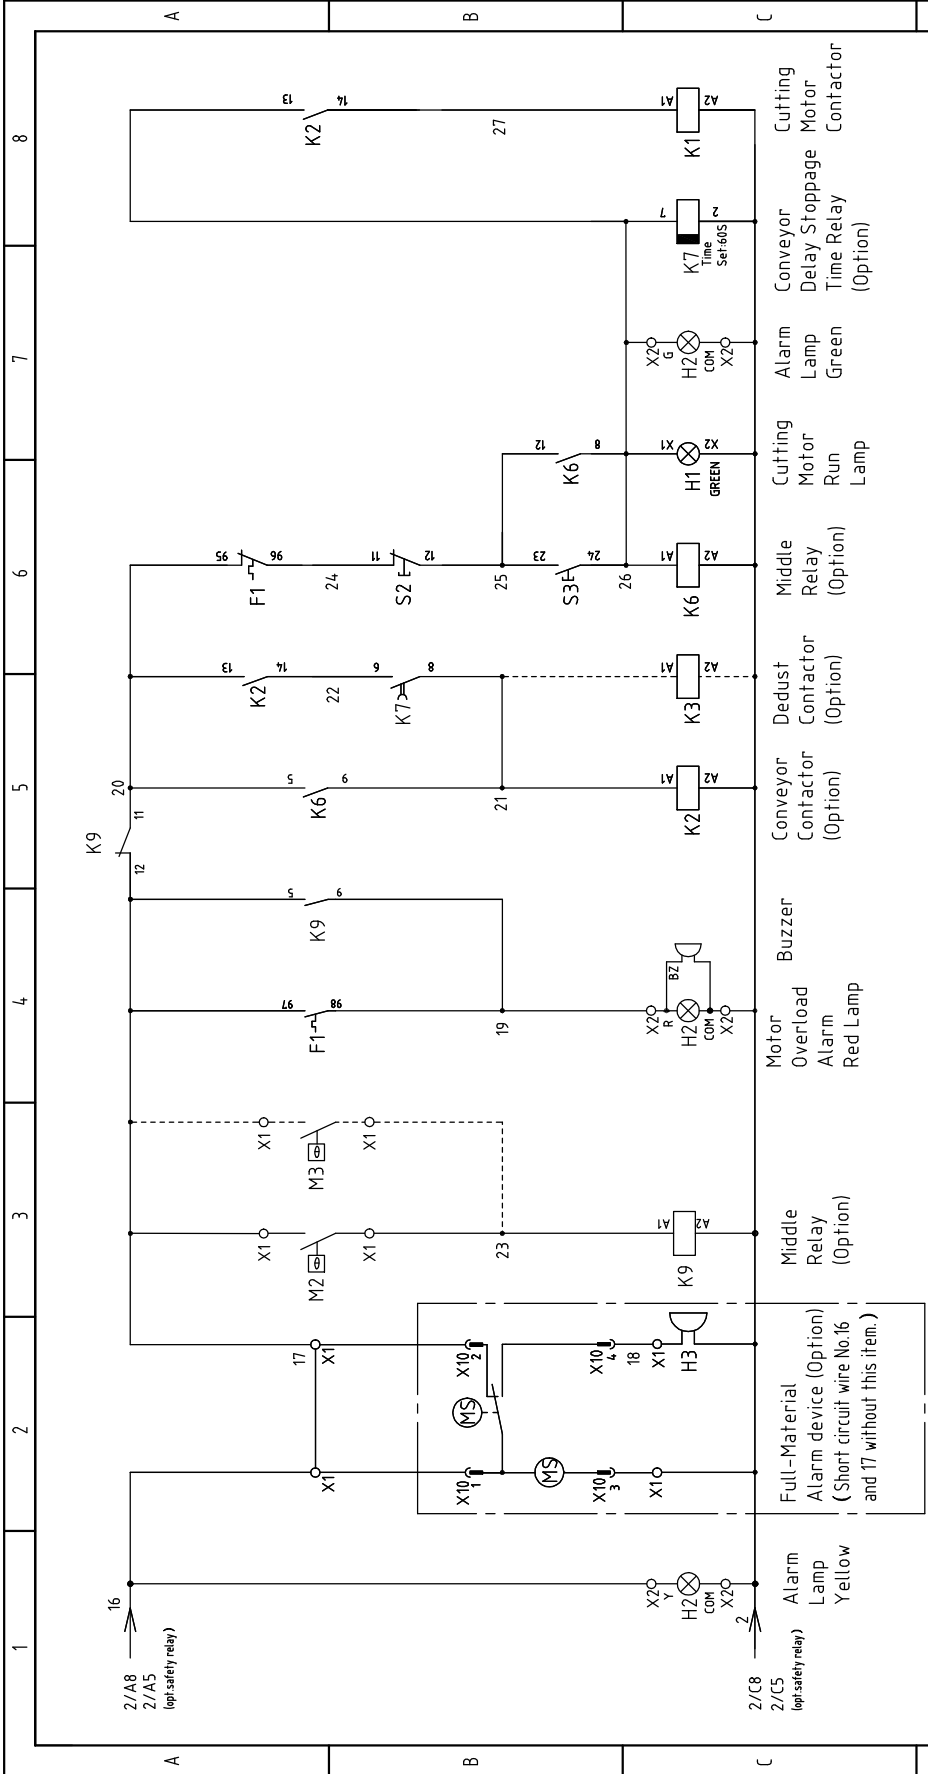 1
2
3
4
5
6
7
8
A
B
C
A
B
C
2/A8
2/A5
(opt.safety relay)
16
2/C8
2/C5
(opt.safety relay)
2
X2
Y
H2
COM
X2
Alarm
Lamp
Yellow
X1
17
X1
X10
1
X10
2
MS
MS
X10
3
X10
4
18
X1
X1
H3
Full-Material
Alarm device (Option)
( Short circuit wire No.16
and 17 without this item. )
X1
M2
θ
X1
23
A1
A2
K9
Middle
Relay
(Option)
X1
M3
θ
X1
97
98
F1
19
X2
R
H2
COM
X2
BZ
Motor
Overload
Alarm
Red Lamp
5
9
K9
Buzzer
K9
12
11
20
5
9
K6
21
A1
A2
K2
Conveyor
Contactor
(Option)
13
14
K2
22
6
8
K7
A1
A2
K3
Dedust
Contactor
(Option)
95
96
F1
24
11
12
S2
25
23
24
S3
26
A1
A2
K6
Middle
Relay
(Option)
12
8
K6
X1
X2
H1
GREEN
Cutting
Motor
Run
Lamp
X2
G
H2
COM
X2
Alarm
Lamp
Green
7
2
K7
Time
Set:60S
Conveyor
Delay Stoppage
Time Relay
(Option)
13
14
K2
27
A1
A2
K1
Cutting
Motor
Contactor